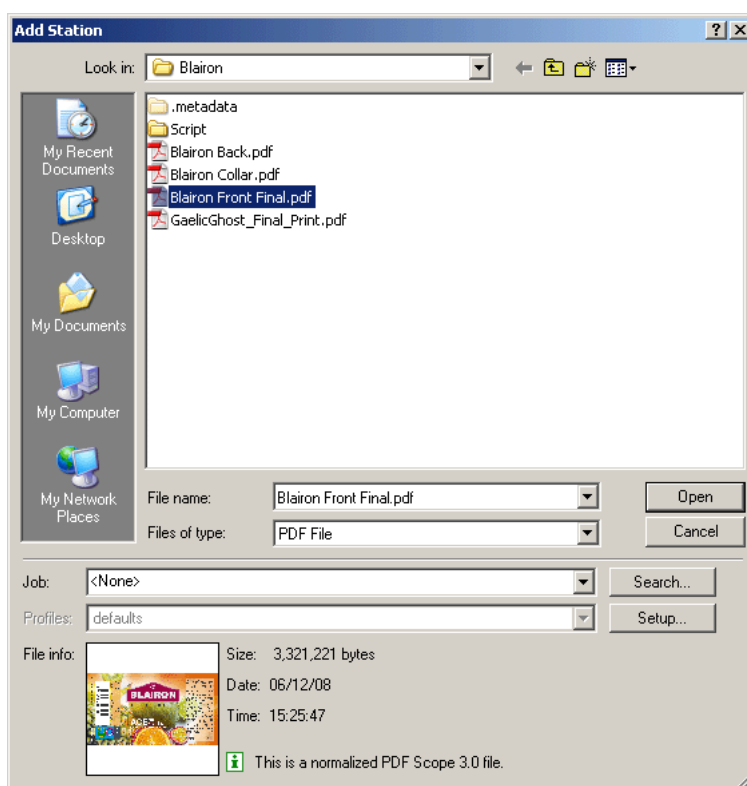 Add Station
Look in: Blairon
.metadata
Script
Blairon Back.pdf
Blairon Collar.pdf
Blairon Front Final.pdf
GaelicGhost_Final_Print.pdf
My Recent
Documents
Desktop
My Documents
My Computer
My Network
Places
File name: Blairon Front Final.pdf Open
Files of type: PDF File Cancel
Job: <None> Search...
Profiles: defaults Setup...
File info: Size: 3,321,221 bytes
BLAIRON
Date: 06/12/08
Time: 15:25:47
This is a normalized PDF Scope 3.0 file.